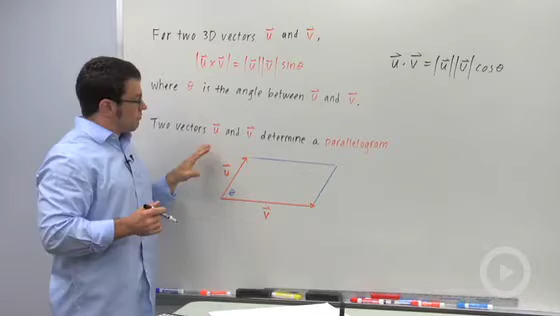 For two 3D vectors u⃗ and v⃗,
|u⃗ x v⃗| = |u⃗||v⃗| sinθ
where θ is the angle between u⃗ and v⃗.
Two vectors u⃗ and v⃗ determine a parallelogram
u⃗
θ
v⃗
u⃗ · v⃗ = |u⃗||v⃗| cosθ